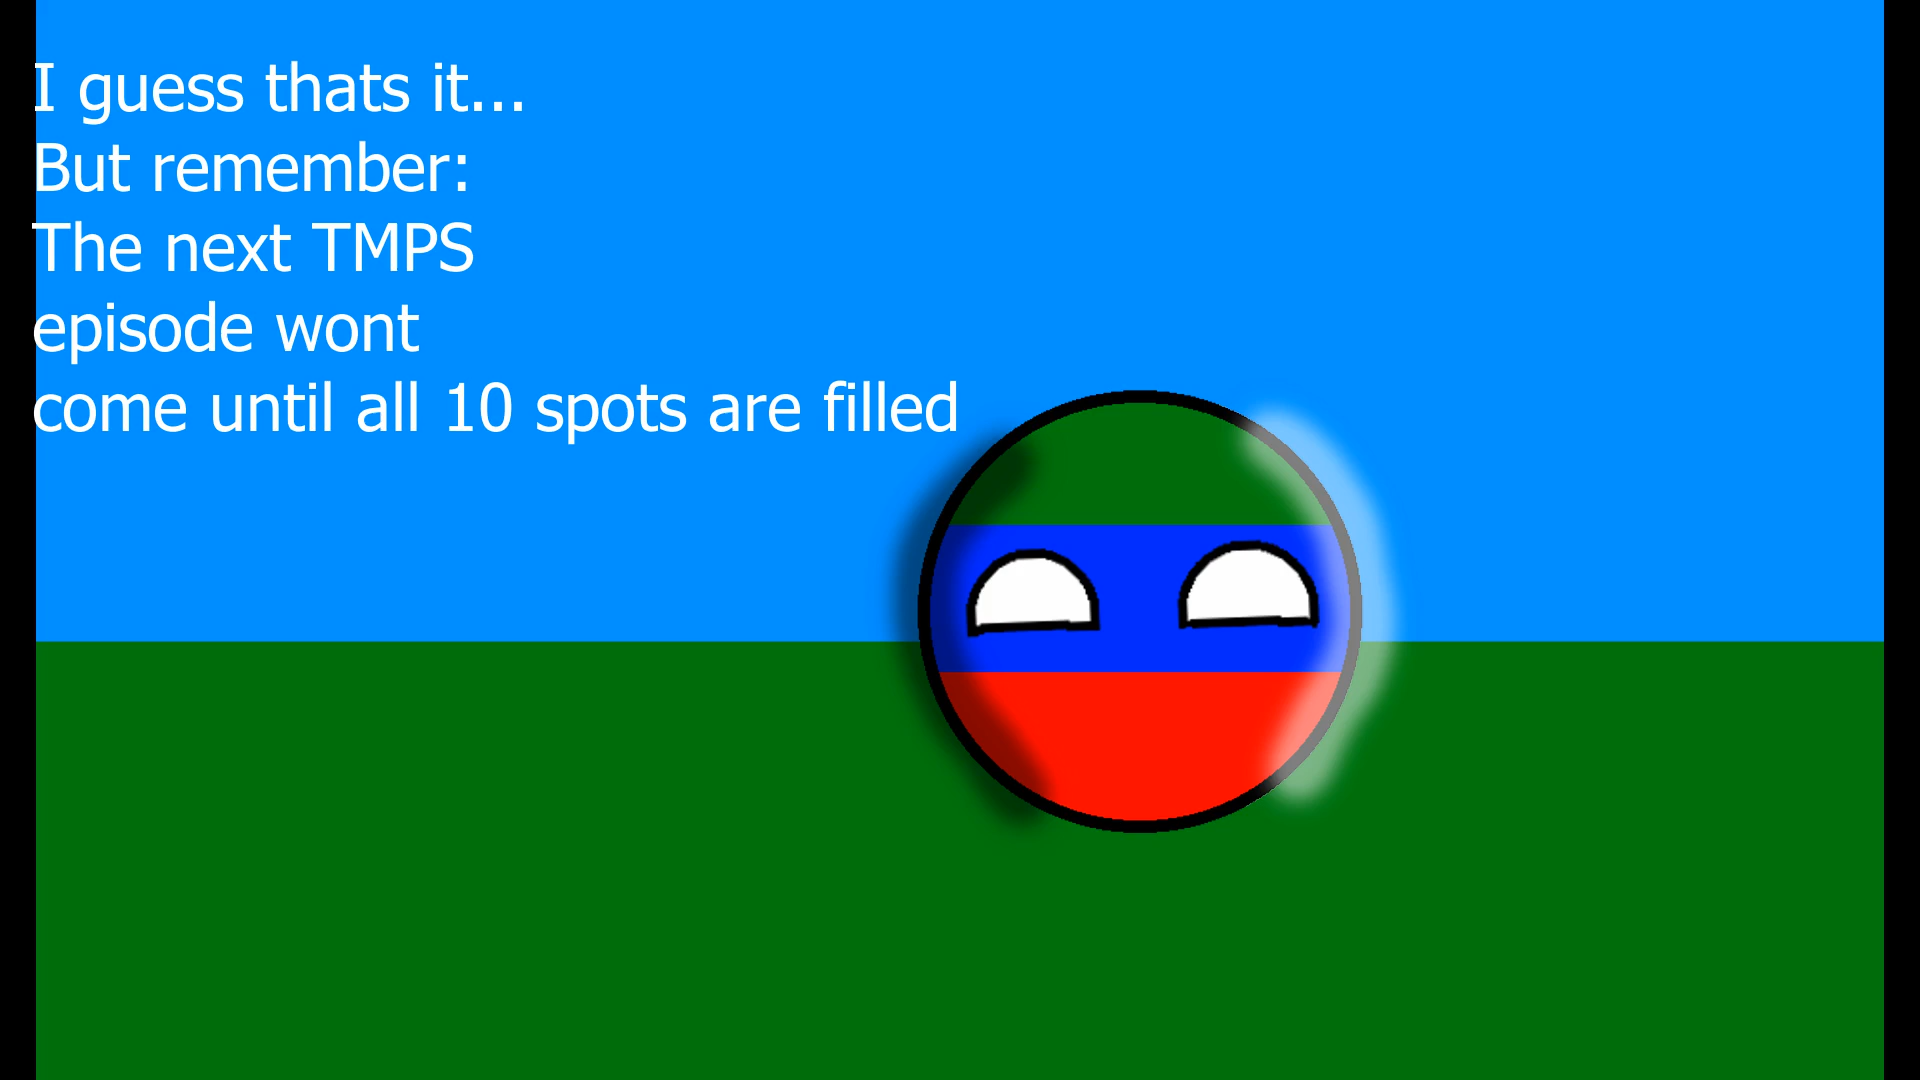 I guess thats it...
But remember:
The next TMPS
episode wont
come until all 10 spots are filled